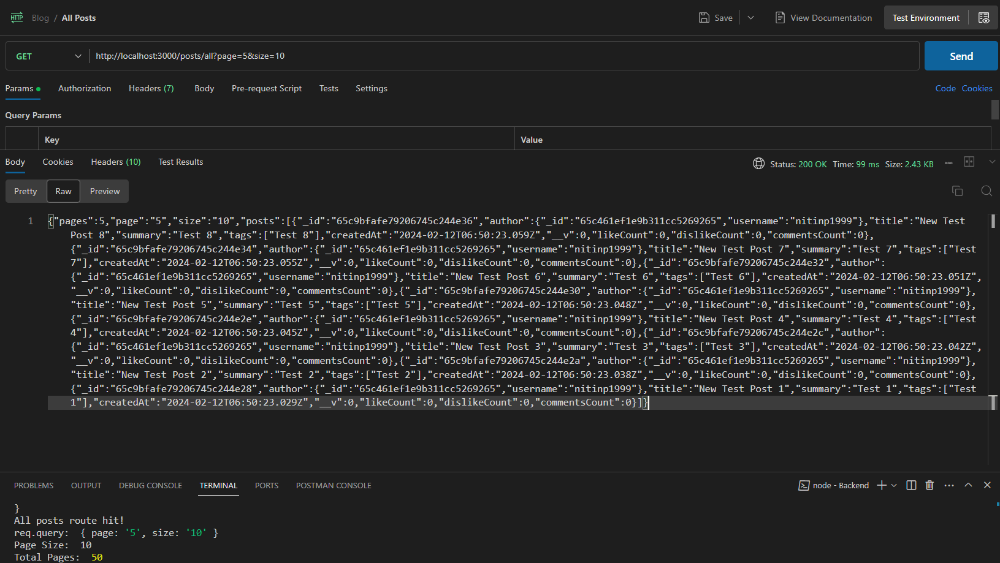 HTTP Blog / All Posts Save View Documentation Test Environment
GET http://localhost:3000/posts/all?page=5&size=10 Send
Params Authorization Headers (7) Body Pre-request Script Tests Settings Code Cookies
Query Params
Key Value
Body Cookies Headers (10) Test Results Status: 200 OK Time: 99 ms Size: 2.43 KB
Pretty Raw Preview
1 {"pages":5,"page":"5","size":"10","posts":[{"_id":"65c9bfafe79206745c244e36","author":{"_id":"65c461ef1e9b311cc5269265","username":"nitinp1999"},"title":"New Test
Post 8","summary":"Test 8","tags":["Test 8"],"createdAt":"2024-02-12T06:50:23.059Z","__v":0,"likeCount":0,"dislikeCount":0,"commentsCount":0},
{"_id":"65c9bfafe79206745c244e34","author":{"_id":"65c461ef1e9b311cc5269265","username":"nitinp1999"},"title":"New Test Post 7","summary":"Test 7","tags":["Test
7"],"createdAt":"2024-02-12T06:50:23.055Z","__v":0,"likeCount":0,"dislikeCount":0,"commentsCount":0},{"_id":"65c9bfafe79206745c244e32","author":
{"_id":"65c461ef1e9b311cc5269265","username":"nitinp1999"},"title":"New Test Post 6","summary":"Test 6","tags":["Test 6"],"createdAt":"2024-02-12T06:50:23.051Z",
"__v":0,"likeCount":0,"dislikeCount":0,"commentsCount":0},{"_id":"65c9bfafe79206745c244e30","author":{"_id":"65c461ef1e9b311cc5269265","username":"nitinp1999"},
"title":"New Test Post 5","summary":"Test 5","tags":["Test 5"],"createdAt":"2024-02-12T06:50:23.048Z","__v":0,"likeCount":0,"dislikeCount":0,"commentsCount":0},
{"_id":"65c9bfafe79206745c244e2e","author":{"_id":"65c461ef1e9b311cc5269265","username":"nitinp1999"},"title":"New Test Post 4","summary":"Test 4","tags":["Test
4"],"createdAt":"2024-02-12T06:50:23.045Z","__v":0,"likeCount":0,"dislikeCount":0,"commentsCount":0},{"_id":"65c9bfafe79206745c244e2c","author":
{"_id":"65c461ef1e9b311cc5269265","username":"nitinp1999"},"title":"New Test Post 3","summary":"Test 3","tags":["Test 3"],"createdAt":"2024-02-12T06:50:23.042Z",
"__v":0,"likeCount":0,"dislikeCount":0,"commentsCount":0},{"_id":"65c9bfafe79206745c244e2a","author":{"_id":"65c461ef1e9b311cc5269265","username":"nitinp1999"},
"title":"New Test Post 2","summary":"Test 2","tags":["Test 2"],"createdAt":"2024-02-12T06:50:23.038Z","__v":0,"likeCount":0,"dislikeCount":0,"commentsCount":0},
{"_id":"65c9bfafe79206745c244e28","author":{"_id":"65c461ef1e9b311cc5269265","username":"nitinp1999"},"title":"New Test Post 1","summary":"Test 1","tags":["Test
1"],"createdAt":"2024-02-12T06:50:23.029Z","__v":0,"likeCount":0,"dislikeCount":0,"commentsCount":0}]}
PROBLEMS OUTPUT DEBUG CONSOLE TERMINAL PORTS POSTMAN CONSOLE node - Backend
}
All posts route hit!
req.query:  { page: '5', size: '10' }
Page Size:  10
Total Pages:  50